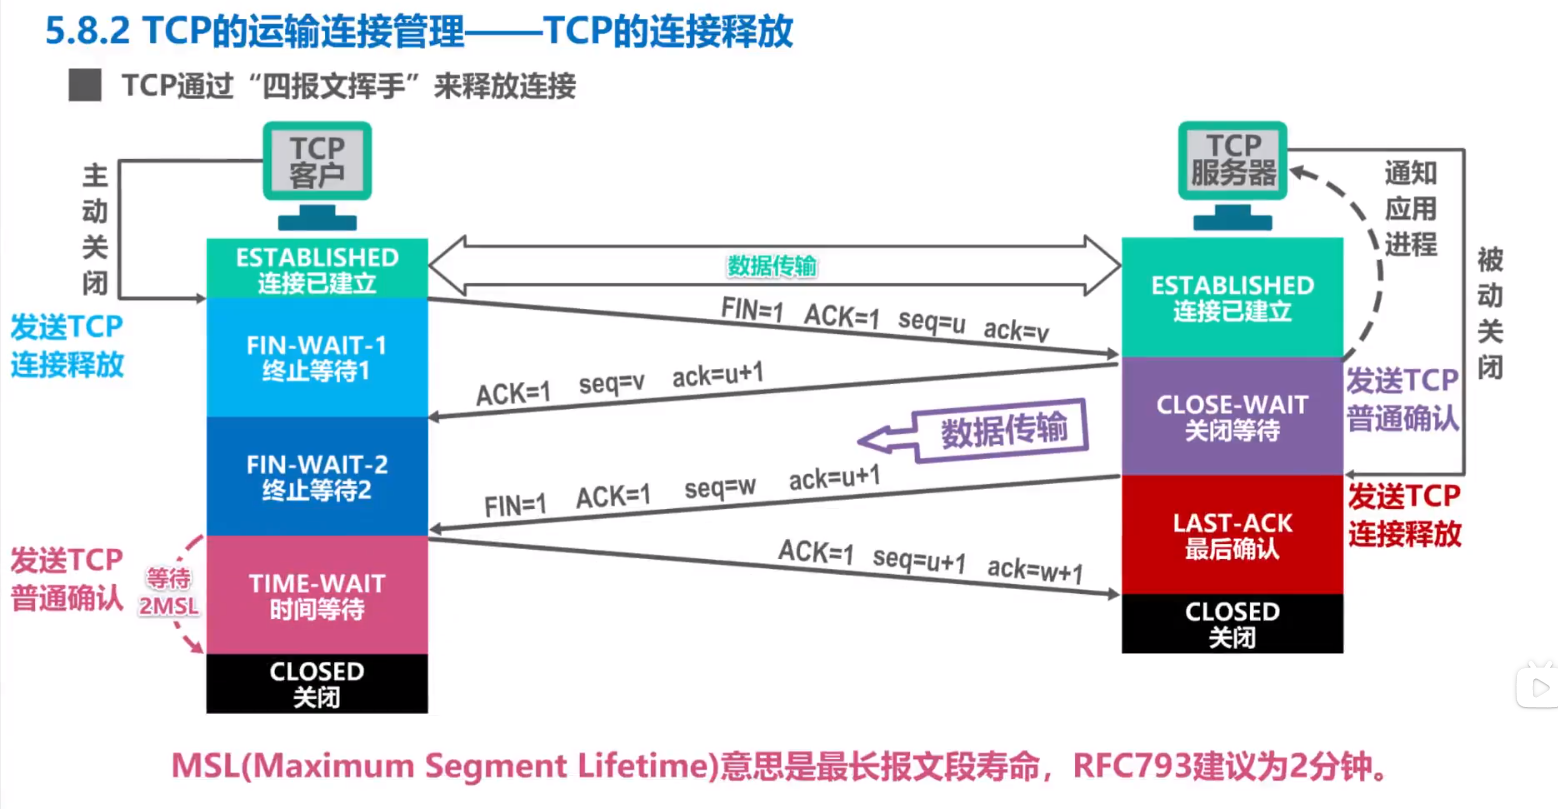 5.8.2 TCP的运输连接管理——TCP的连接释放
TCP通过“四报文挥手”来释放连接
TCP
客户
TCP
服务器
主动关闭
通知
应用
进程
被动关闭
ESTABLISHED
连接已建立
数据传输
ESTABLISHED
连接已建立
发送TCP
连接释放
FIN=1 ACK=1 seq=u ack=v
FIN-WAIT-1
终止等待1
ACK=1 seq=v ack=u+1
CLOSE-WAIT
关闭等待
发送TCP
普通确认
数据传输
FIN-WAIT-2
终止等待2
FIN=1 ACK=1 seq=w ack=u+1
LAST-ACK
最后确认
发送TCP
连接释放
发送TCP
普通确认
等待
2MSL
TIME-WAIT
时间等待
ACK=1 seq=u+1 ack=w+1
CLOSED
关闭
CLOSED
关闭
MSL(Maximum Segment Lifetime)意思是最长报文段寿命，RFC793建议为2分钟。